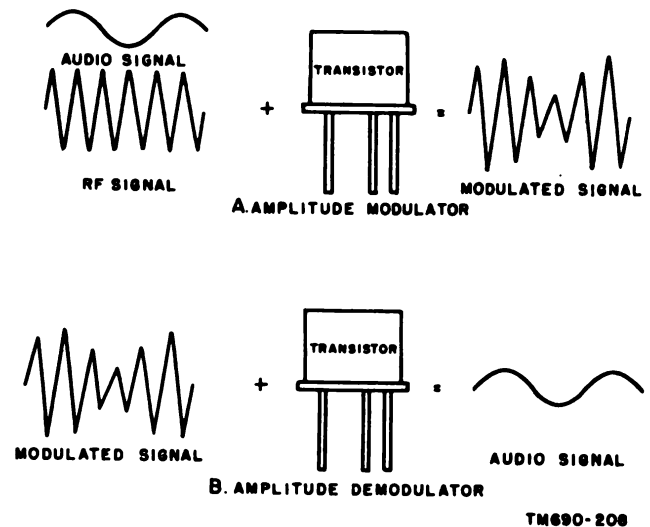 AUDIO SIGNAL
TRANSISTOR
+
=
RF SIGNAL
MODULATED SIGNAL
A. AMPLITUDE MODULATOR
TRANSISTOR
+
=
MODULATED SIGNAL
AUDIO SIGNAL
B. AMPLITUDE DEMODULATOR
TM690-208